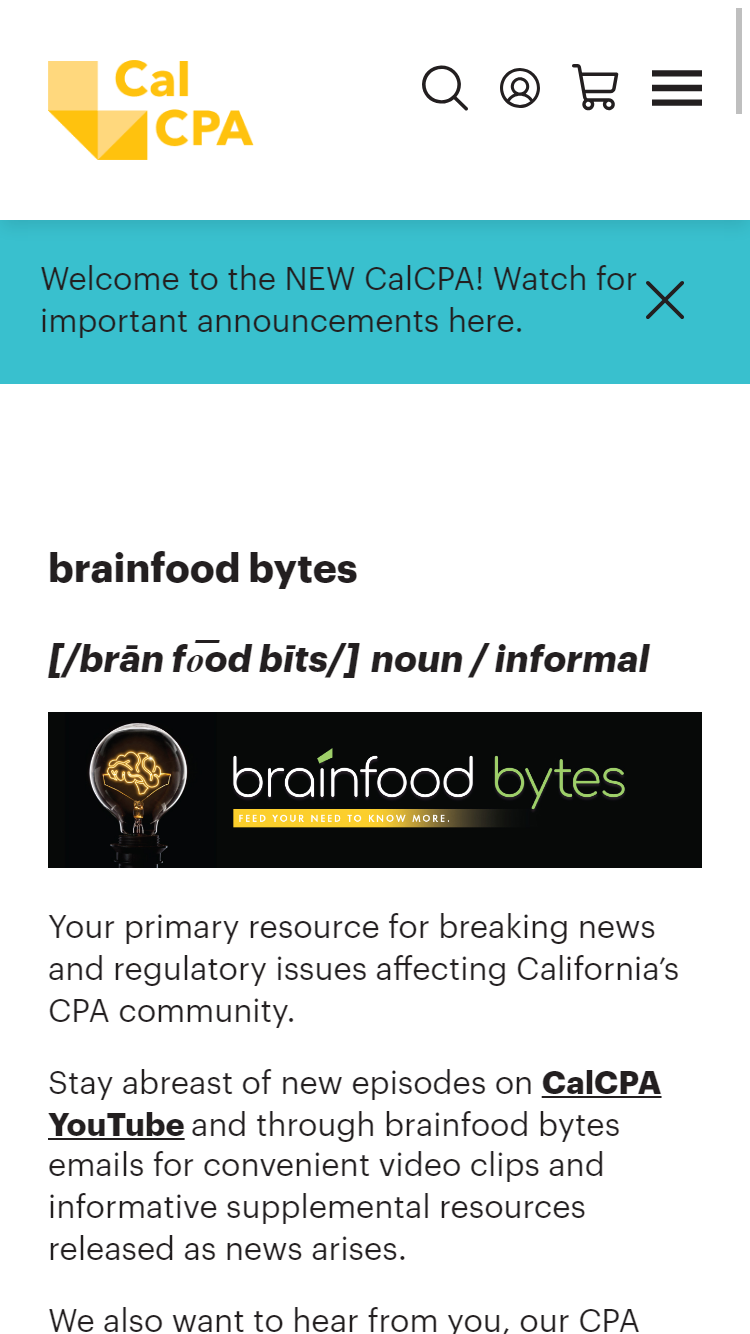 Cal
CPA
Welcome to the NEW CalCPA! Watch for
important announcements here.
brainfood bytes
[/brān fo͞od bīts/] noun / informal
brainfood bytes
FEED YOUR NEED TO KNOW MORE.
Your primary resource for breaking news
and regulatory issues affecting California’s
CPA community.
Stay abreast of new episodes on CalCPA
YouTube and through brainfood bytes
emails for convenient video clips and
informative supplemental resources
released as news arises.
We also want to hear from you, our CPA